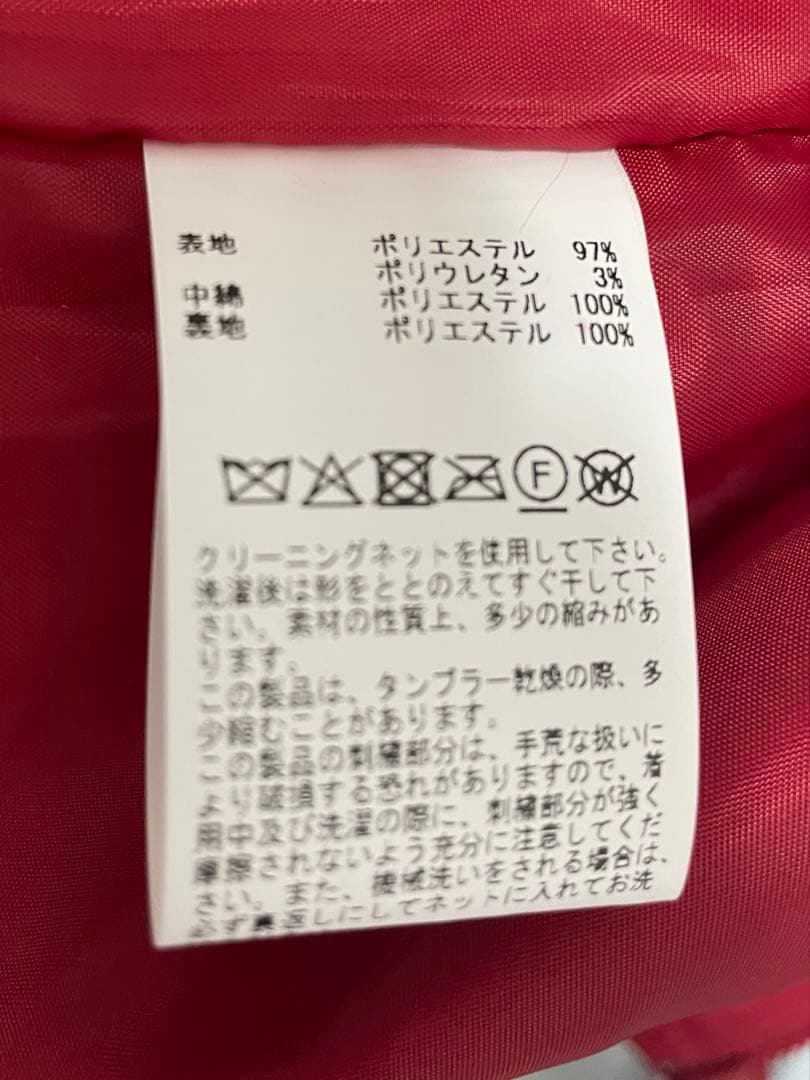 表地 ポリエステル 97%
ポリウレタン 3%
中綿 ポリエステル 100%
裏地 ポリエステル 100%
F
W
クリーニングネットを使用して下さい。
洗濯後は形をととのえてすぐ干して下
さい。素材の性質上、多少の縮みがあ
ります。
この製品は、タンブラー乾燥の際、多
少縮むことがあります。
この製品の刺繍部分は、手荒な扱いに
より破損する恐れがありますので、着
用中及び洗濯の際に、刺繍部分が強く
摩擦されないよう充分に注意してくだ
さい。また、機械洗いをされる場合は、
必ず裏返しにしてネットに入れてお洗